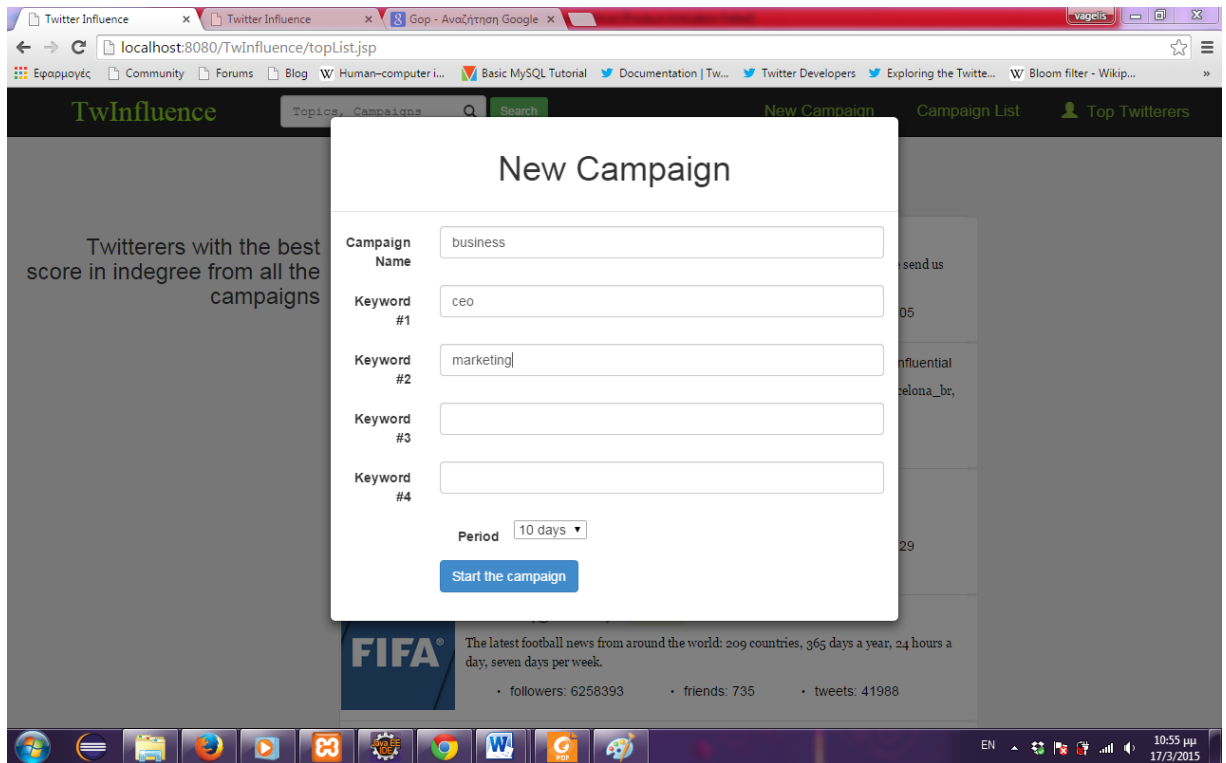 Twitter Influence
Twitter Influence
Gop - Αναζήτηση Google
vagelis
localhost:8080/TwInfluence/topList.jsp
Εφαρμογές Community Forums Blog Human–computer i... Basic MySQL Tutorial Documentation | Tw... Twitter Developers Exploring the Twitte... Bloom filter - Wikip... »
TwInfluence
Topics, Campaigns
Search
New Campaign
Campaign List
Top Twitterers
New Campaign
Twitterers with the best
score in indegree from all the
campaigns
Campaign Name
business
Keyword #1
ceo
Keyword #2
marketing
Keyword #3
Keyword #4
Period
10 days
Start the campaign
send us
05
nfluential
celona_br,
29
FIFA
The latest football news from around the world: 209 countries, 365 days a year, 24 hours a
day, seven days per week.
• followers: 6258393 • friends: 735 • tweets: 41988
Java EE IDE
PDF
EN
10:55 μμ
17/3/2015